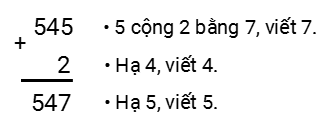 545 • 5 cộng 2 bằng 7, viết 7.
+
2 • Hạ 4, viết 4.
547 • Hạ 5, viết 5.